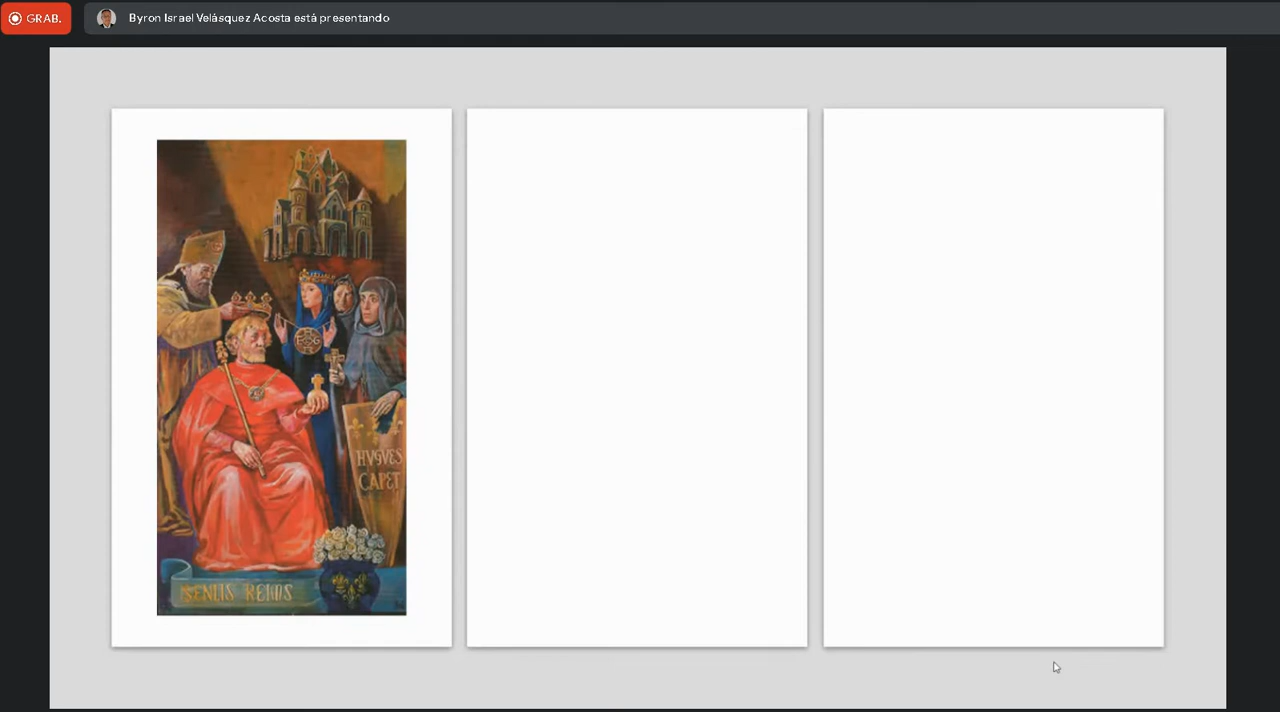 GRAB.
Byron Israel Velásquez Acosta está presentando
HVGVES
CAPET
SENLIS REIMS